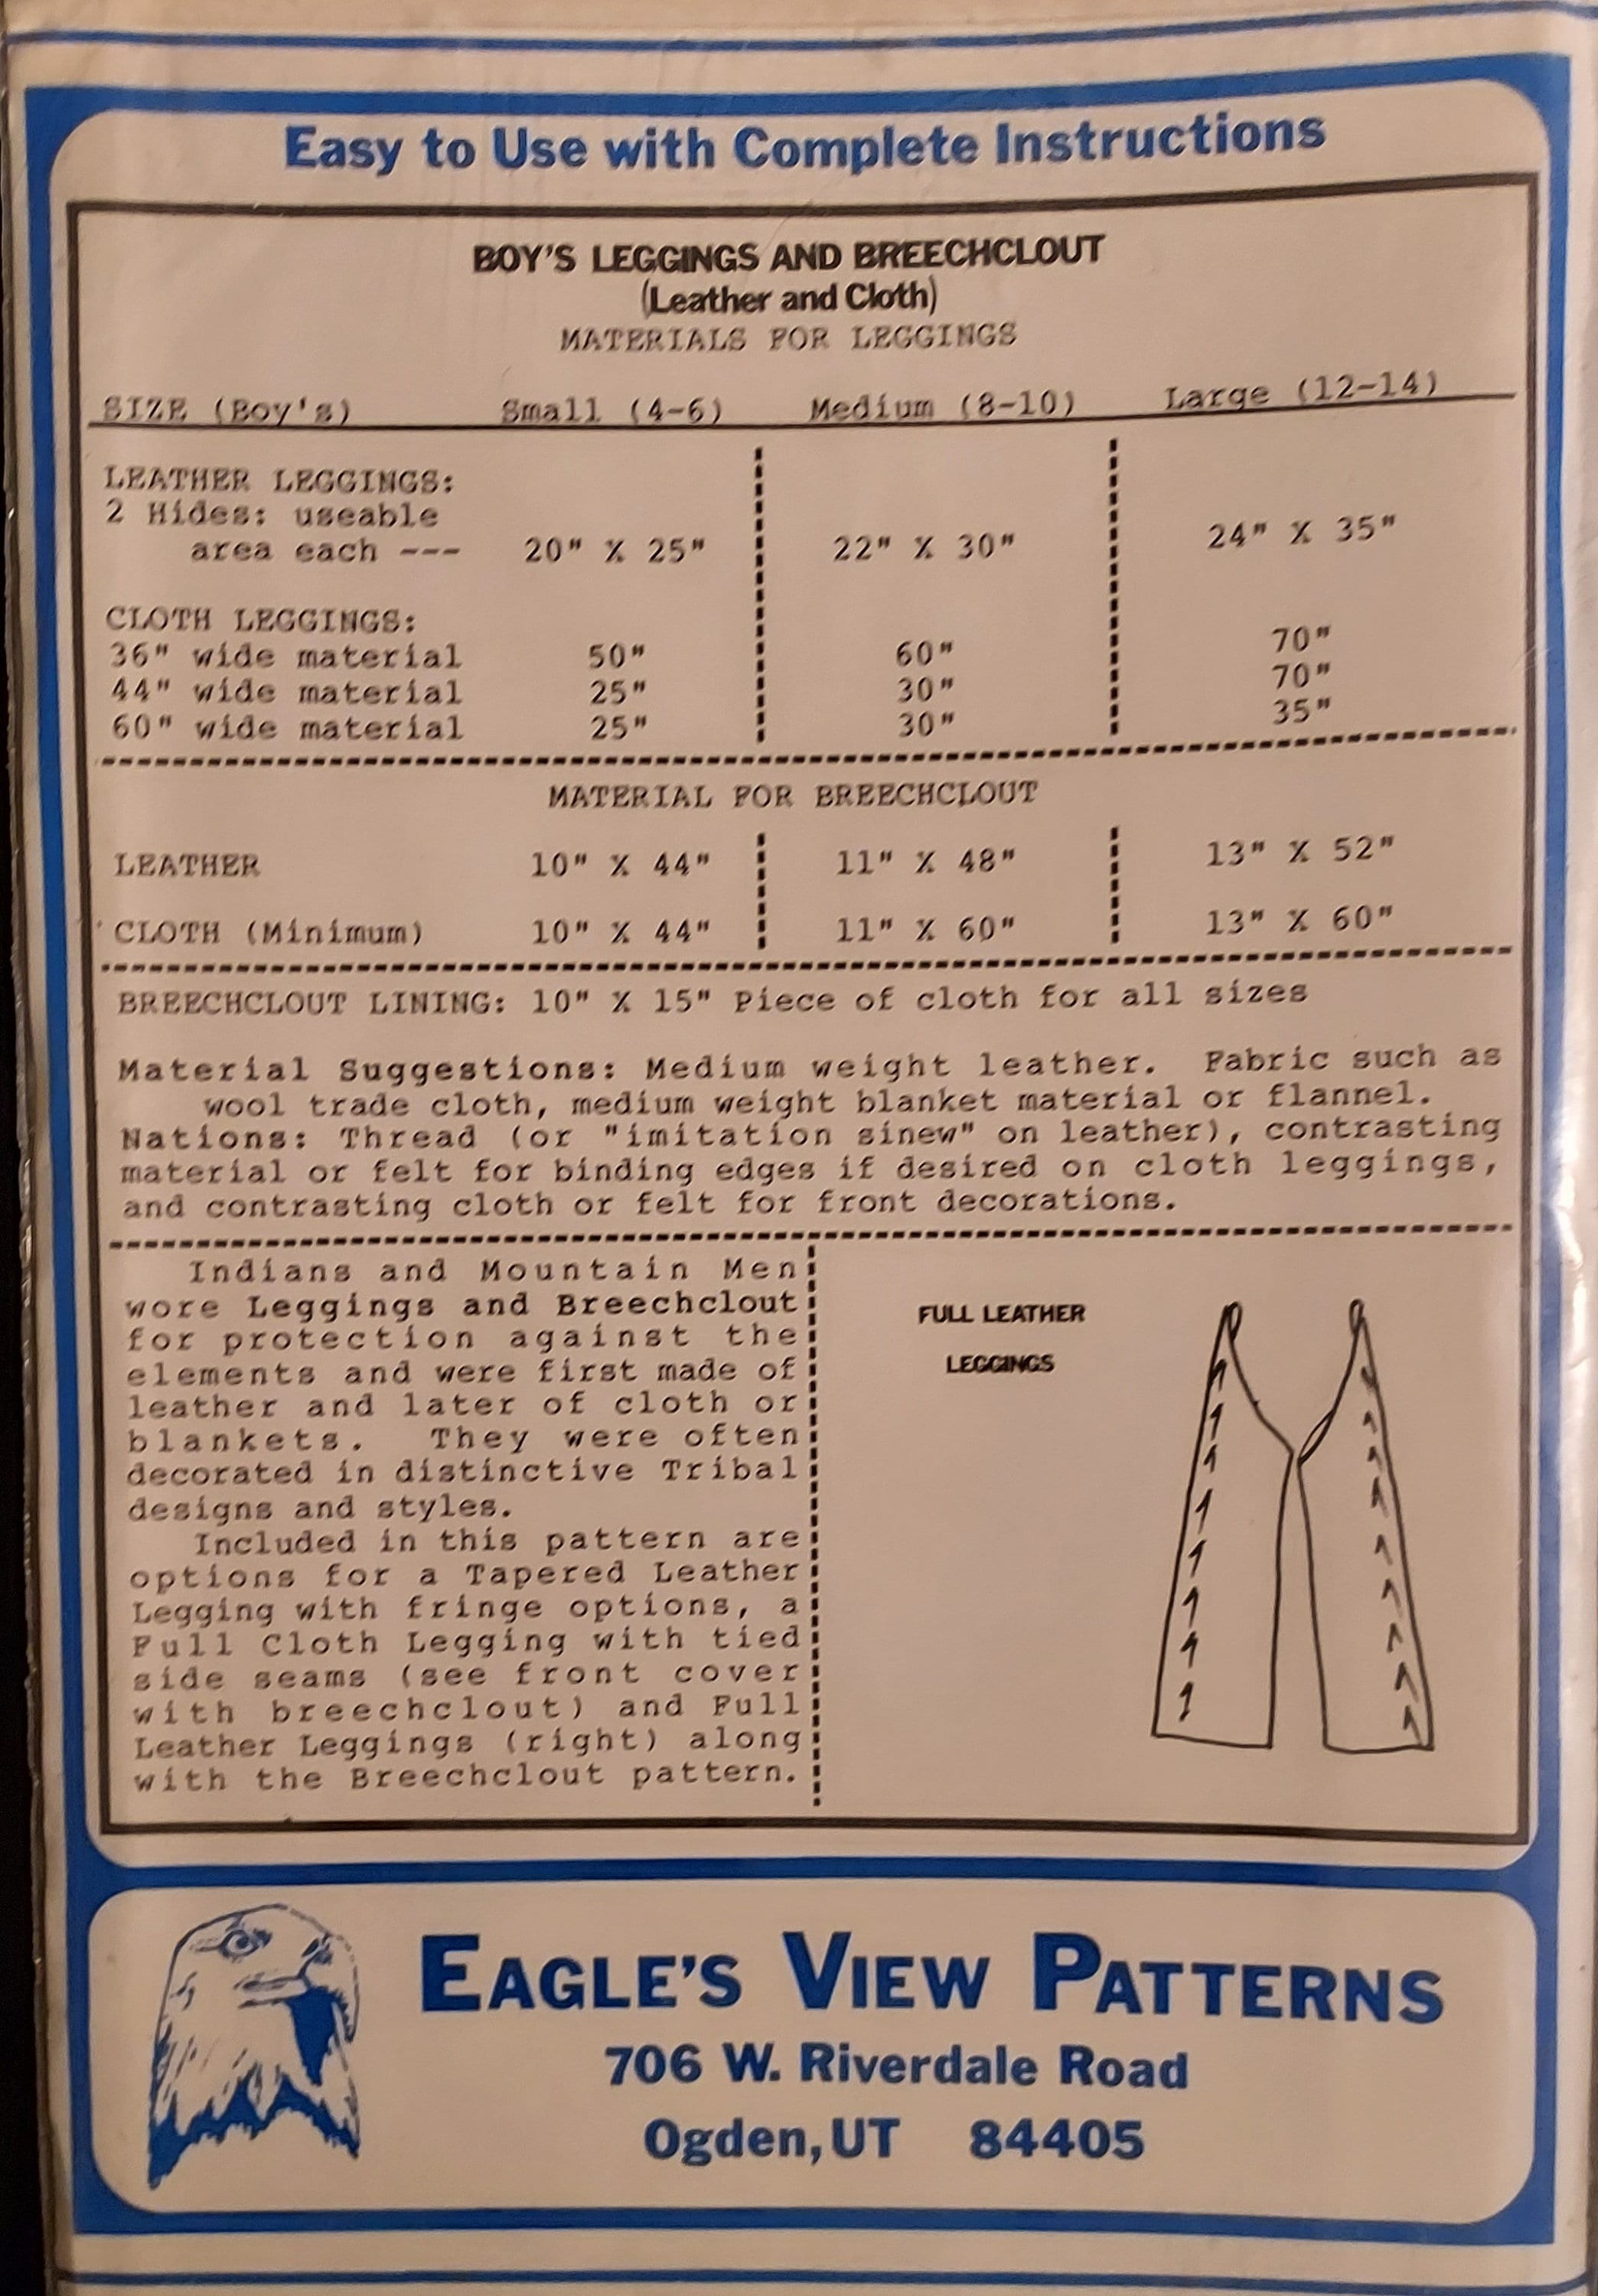 Easy to Use with Complete Instructions
BOY'S LEGGINGS AND BREECHCLOUT
(Leather and Cloth)
MATERIALS FOR LEGGINGS
SIZE (Boy's) Small (4-6) Medium (8-10) Large (12-14)
LEATHER LEGGINGS:
2 Hides: useable
area each --- 20" X 25" 22" X 30" 24" X 35"
CLOTH LEGGINGS:
36" wide material 50" 60" 70"
44" wide material 25" 30" 70"
60" wide material 25" 30" 35"
MATERIAL FOR BREECHCLOUT
LEATHER 10" X 44" 11" X 48" 13" X 52"
CLOTH (Minimum) 10" X 44" 11" X 60" 13" X 60"
BREECHCLOUT LINING: 10" X 15" Piece of cloth for all sizes
Material Suggestions: Medium weight leather. Fabric such as
wool trade cloth, medium weight blanket material or flannel.
Nations: Thread (or "imitation sinew" on leather), contrasting
material or felt for binding edges if desired on cloth leggings,
and contrasting cloth or felt for front decorations.
Indians and Mountain Men
wore Leggings and Breechclout
for protection against the
elements and were first made of
leather and later of cloth or
blankets. They were often
decorated in distinctive Tribal
designs and styles.
Included in this pattern are
options for a Tapered Leather
Legging with fringe options, a
Full Cloth Legging with tied
side seams (see front cover
with breechclout) and Full
Leather Leggings (right) along
with the Breechclout pattern.
FULL LEATHER
LEGGINGS
EAGLE'S VIEW PATTERNS
706 W. Riverdale Road
Ogden, UT 84405